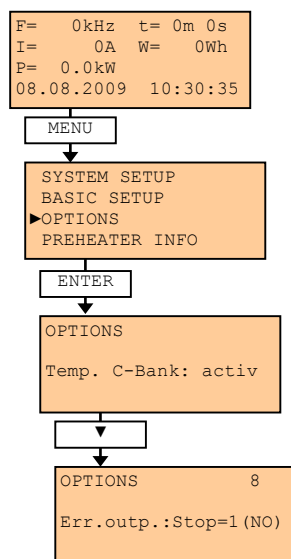 F=   0kHz t= 0m 0s
I=     0A W=   0Wh
P=  0.0kW
08.08.2009  10:30:35
MENU
SYSTEM SETUP
BASIC SETUP
►OPTIONS
PREHEATER INFO
ENTER
OPTIONS
Temp. C-Bank: activ
▼
OPTIONS          8
Err.outp.:Stop=1(NO)